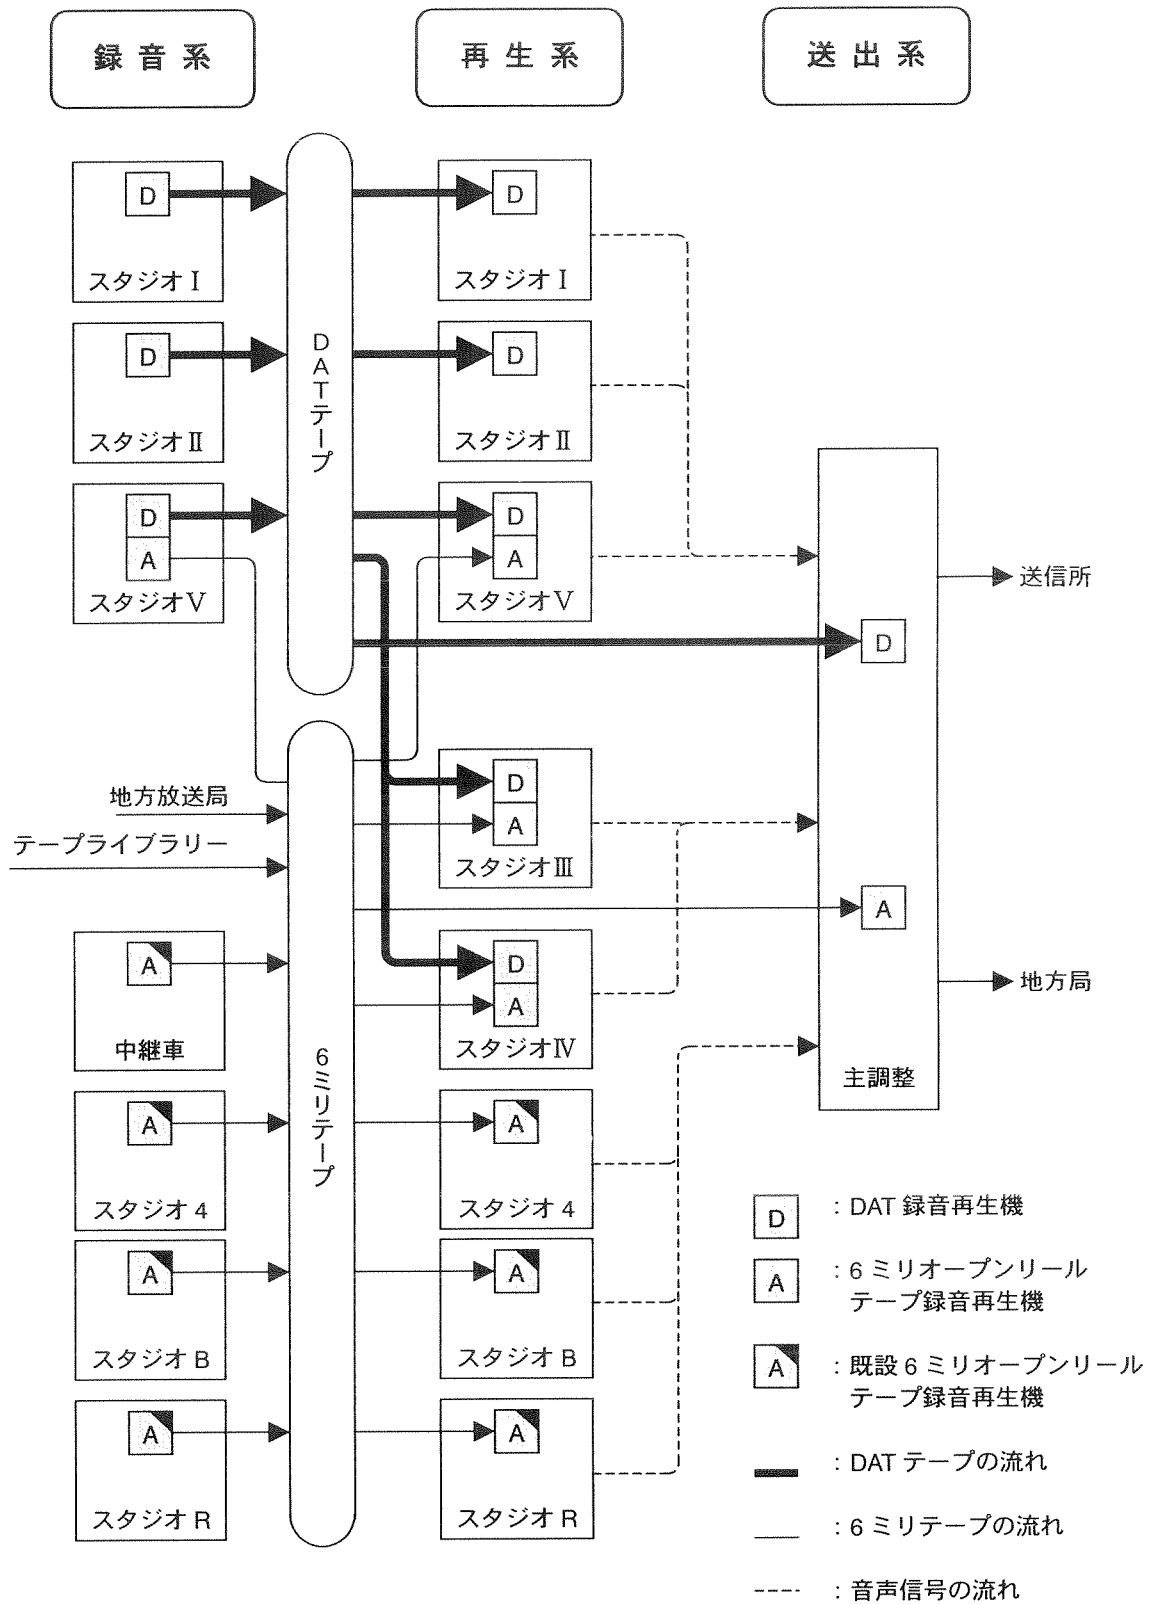 録音系
再生系
送出系
D
スタジオⅠ
D
スタジオⅠ
D
スタジオⅡ
D
スタジオⅡ
DATテープ
D
A
スタジオⅤ
D
A
スタジオⅤ
送信所
D
地方放送局
テープライブラリー
D
A
スタジオⅢ
A
A
中継車
D
A
スタジオⅣ
地方局
主調整
6ミリテープ
A
スタジオ4
A
スタジオ4
A
スタジオB
A
スタジオB
A
スタジオR
A
スタジオR
D :DAT録音再生機
A :6ミリオープンリール
テープ録音再生機
A :既設6ミリオープンリール
テープ録音再生機
:DATテープの流れ
:6ミリテープの流れ
:音声信号の流れ